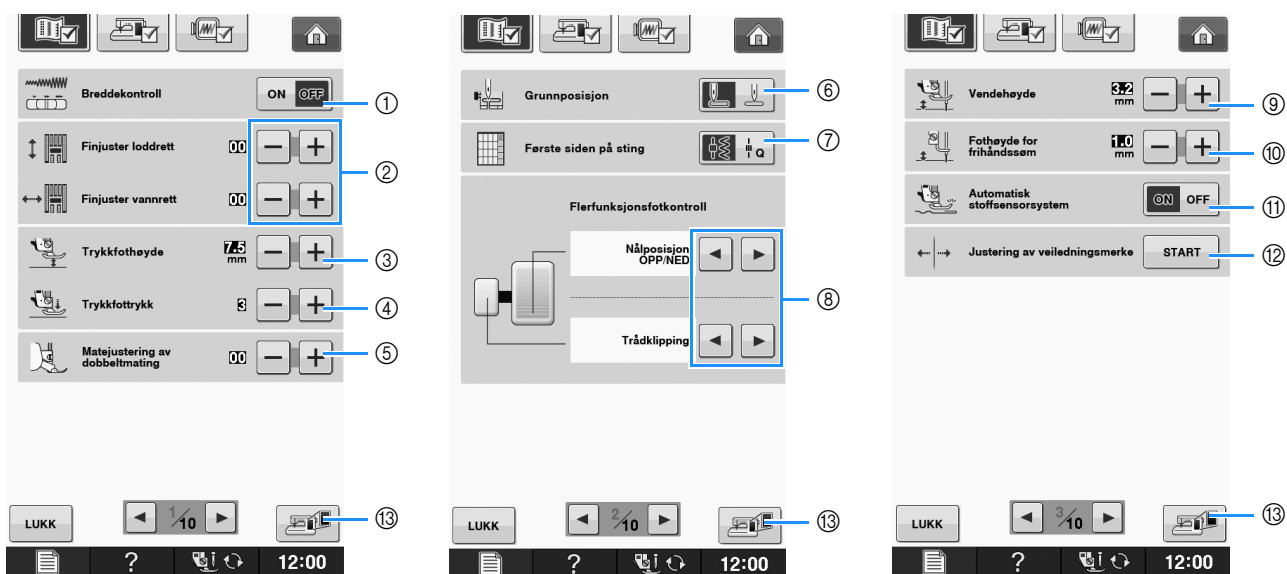 Breddekontroll
ON OFF
①
Finjuster loddrett
00
②
Finjuster vannrett
00
Trykkfothøyde
7.5
mm
③
Trykkfottrykk
3
④
Matejustering av
dobbeltmating
00
⑤
LUKK
1/10
⑬
?
12:00
Grunnposisjon
⑥
Første siden på sting
Q
⑦
Flerfunksjonsfotkontroll
Nålposisjon
OPP/NED
⑧
Trådklipping
LUKK
2/10
⑬
?
12:00
Vendehøyde
3.2
mm
⑨
Fothøyde for
frihåndssøm
1.0
mm
⑩
Automatisk
stoffsensorsystem
ON OFF
⑪
Justering av veiledningsmerke
START
⑫
LUKK
3/10
⑬
?
12:00